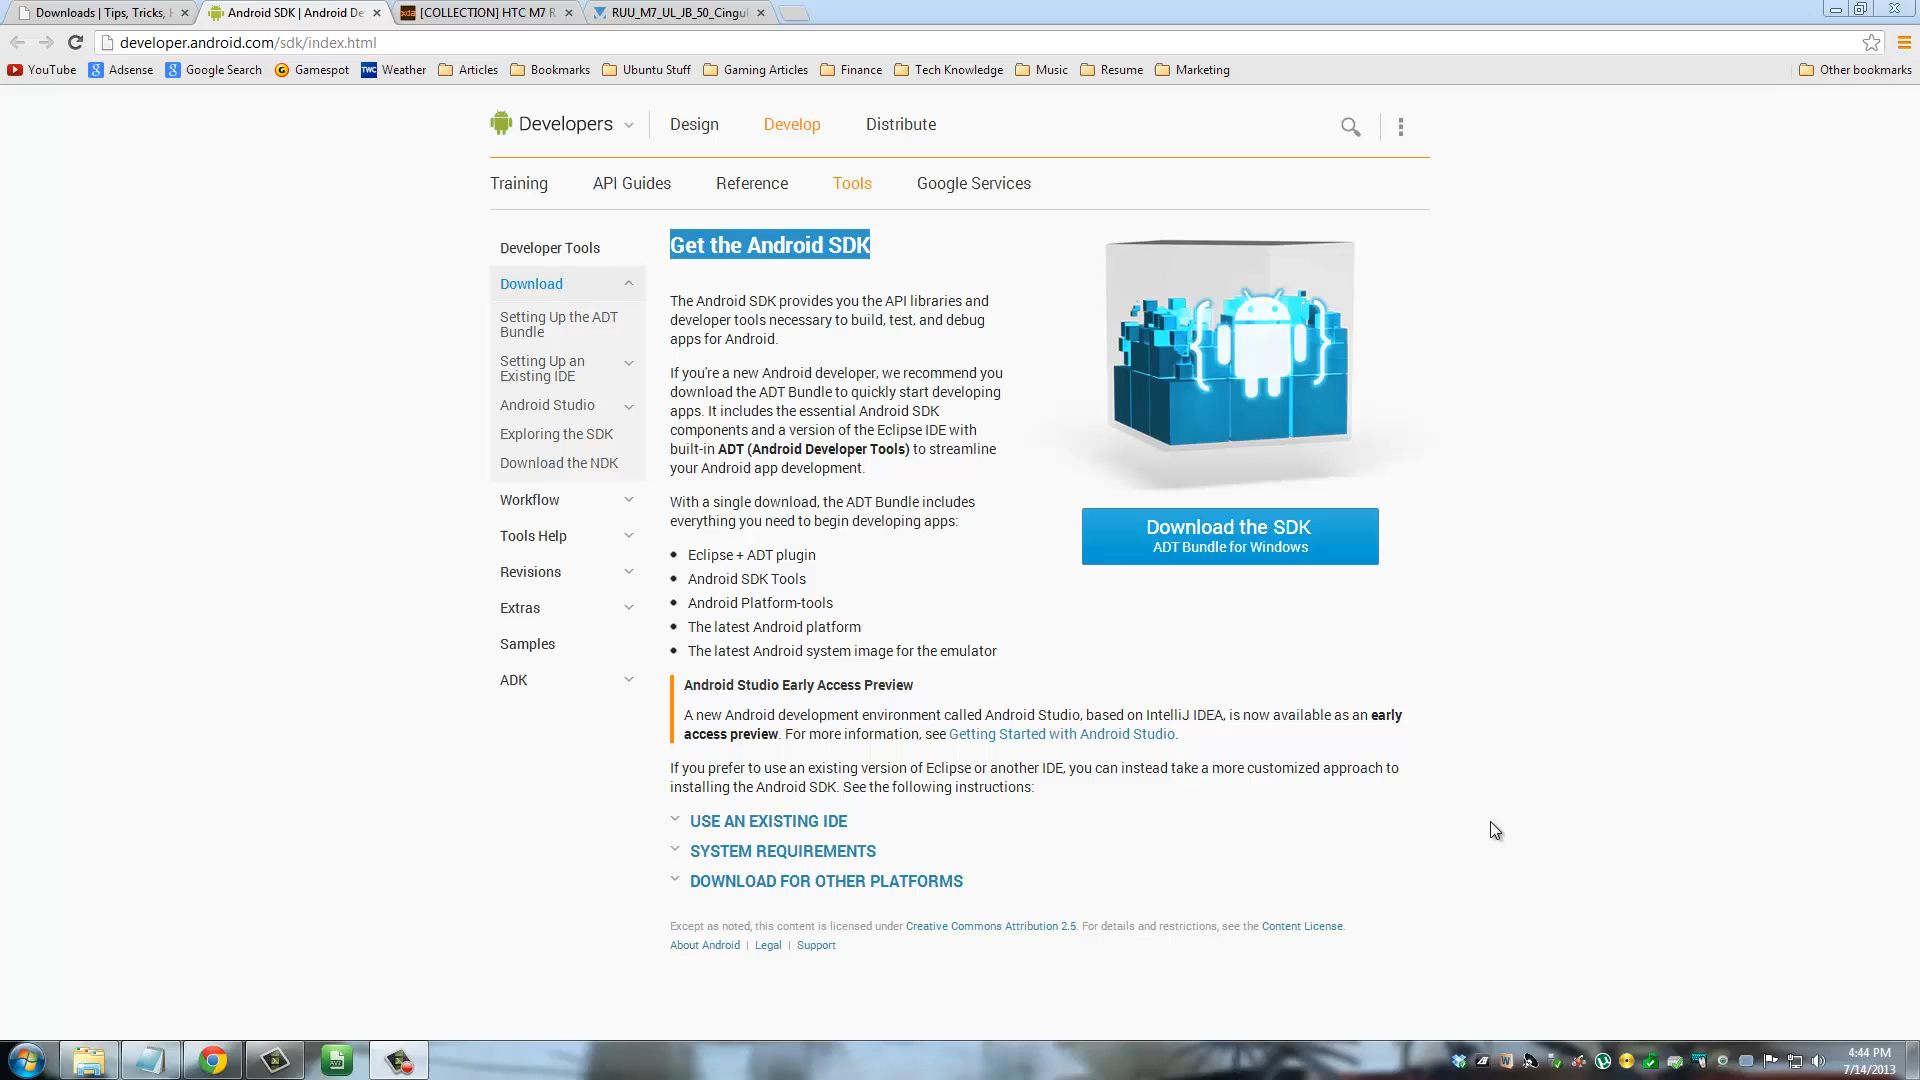 Downloads | Tips, Tricks,
Android SDK | Android De
[COLLECTION] HTC M7 R
RUU_M7_UL_JB_50_Cingul
developer.android.com/sdk/index.html
YouTube
Adsense
Google Search
Gamespot
TWC Weather
Articles
Bookmarks
Ubuntu Stuff
Gaming Articles
Finance
Tech Knowledge
Music
Resume
Marketing
Other bookmarks
Developers
Design
Develop
Distribute
Training
API Guides
Reference
Tools
Google Services
Developer Tools
Download
Setting Up the ADT
Bundle
Setting Up an
Existing IDE
Android Studio
Exploring the SDK
Download the NDK
Workflow
Tools Help
Revisions
Extras
Samples
ADK
Get the Android SDK
The Android SDK provides you the API libraries and
developer tools necessary to build, test, and debug
apps for Android.
If you're a new Android developer, we recommend you
download the ADT Bundle to quickly start developing
apps. It includes the essential Android SDK
components and a version of the Eclipse IDE with
built-in ADT (Android Developer Tools) to streamline
your Android app development.
With a single download, the ADT Bundle includes
everything you need to begin developing apps:
Eclipse + ADT plugin
Android SDK Tools
Android Platform-tools
The latest Android platform
The latest Android system image for the emulator
Download the SDK
ADT Bundle for Windows
Android Studio Early Access Preview
A new Android development environment called Android Studio, based on IntelliJ IDEA, is now available as an early
access preview. For more information, see Getting Started with Android Studio.
If you prefer to use an existing version of Eclipse or another IDE, you can instead take a more customized approach to
installing the Android SDK. See the following instructions:
USE AN EXISTING IDE
SYSTEM REQUIREMENTS
DOWNLOAD FOR OTHER PLATFORMS
Except as noted, this content is licensed under Creative Commons Attribution 2.5. For details and restrictions, see the Content License.
About Android | Legal | Support
4:44 PM
7/14/2013